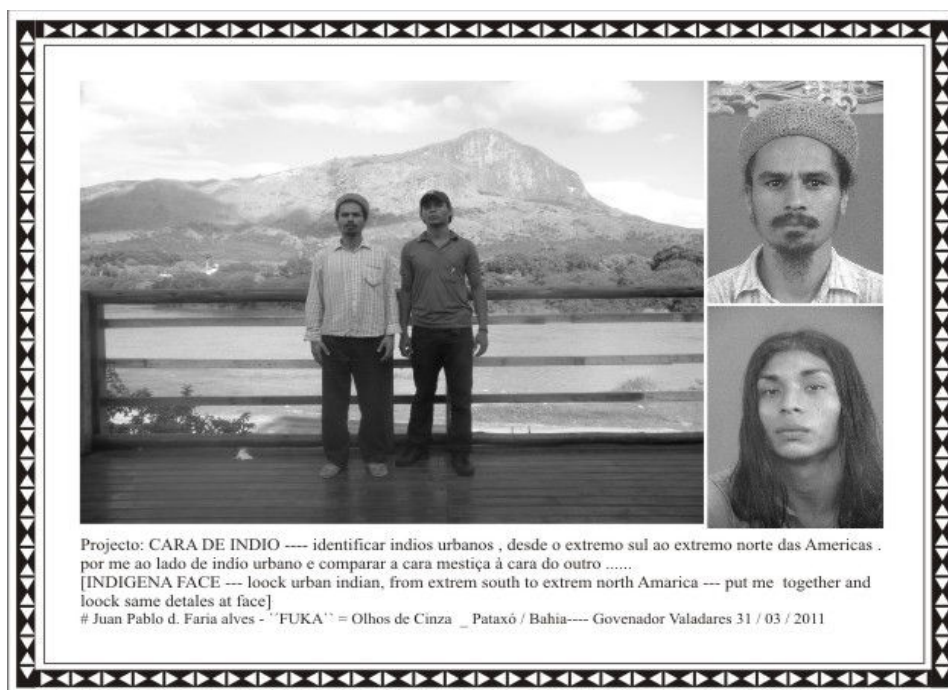 Projecto: CARA DE INDIO ---- identificar indios urbanos , desde o extremo sul ao extremo norte das Americas .
por me ao lado de indio urbano e comparar a cara mestiça à cara do outro ......
[INDIGENA FACE --- loock urban indian, from extrem south to extrem north Amarica --- put me  together and
loock same detales at face]
# Juan Pablo d. Faria alves - ´´FUKA`` = Olhos de Cinza  _ Pataxó / Bahia---- Govenador Valadares 31 / 03 / 2011